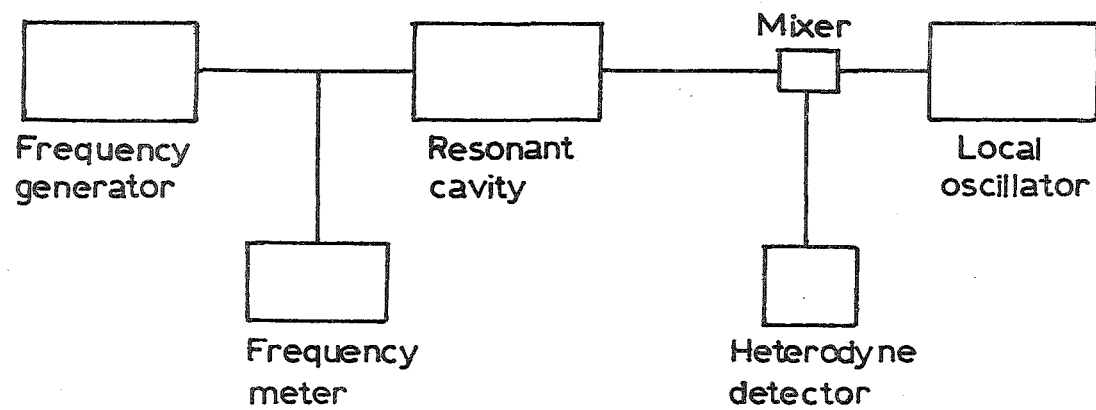 Mixer
Frequency
generator
Resonant
cavity
Local
oscillator
Frequency
meter
Heterodyne
detector